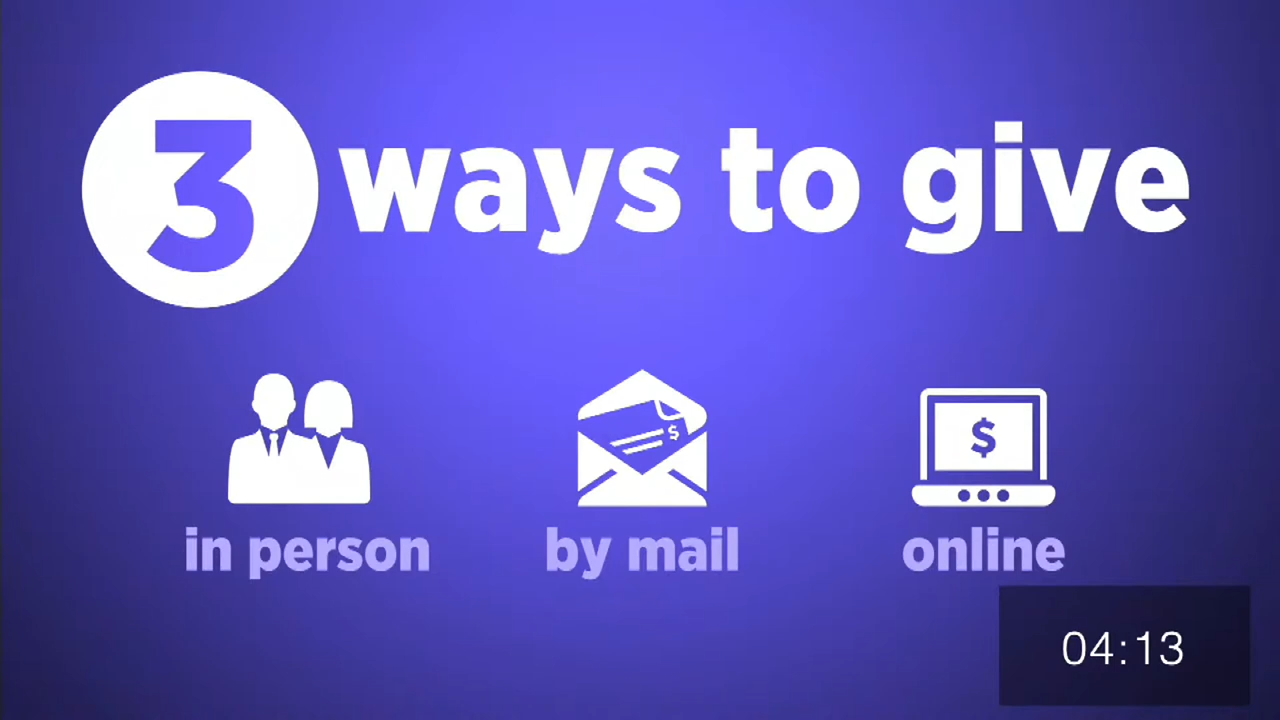 3 ways to give
$
$
in person
by mail
online
04:13